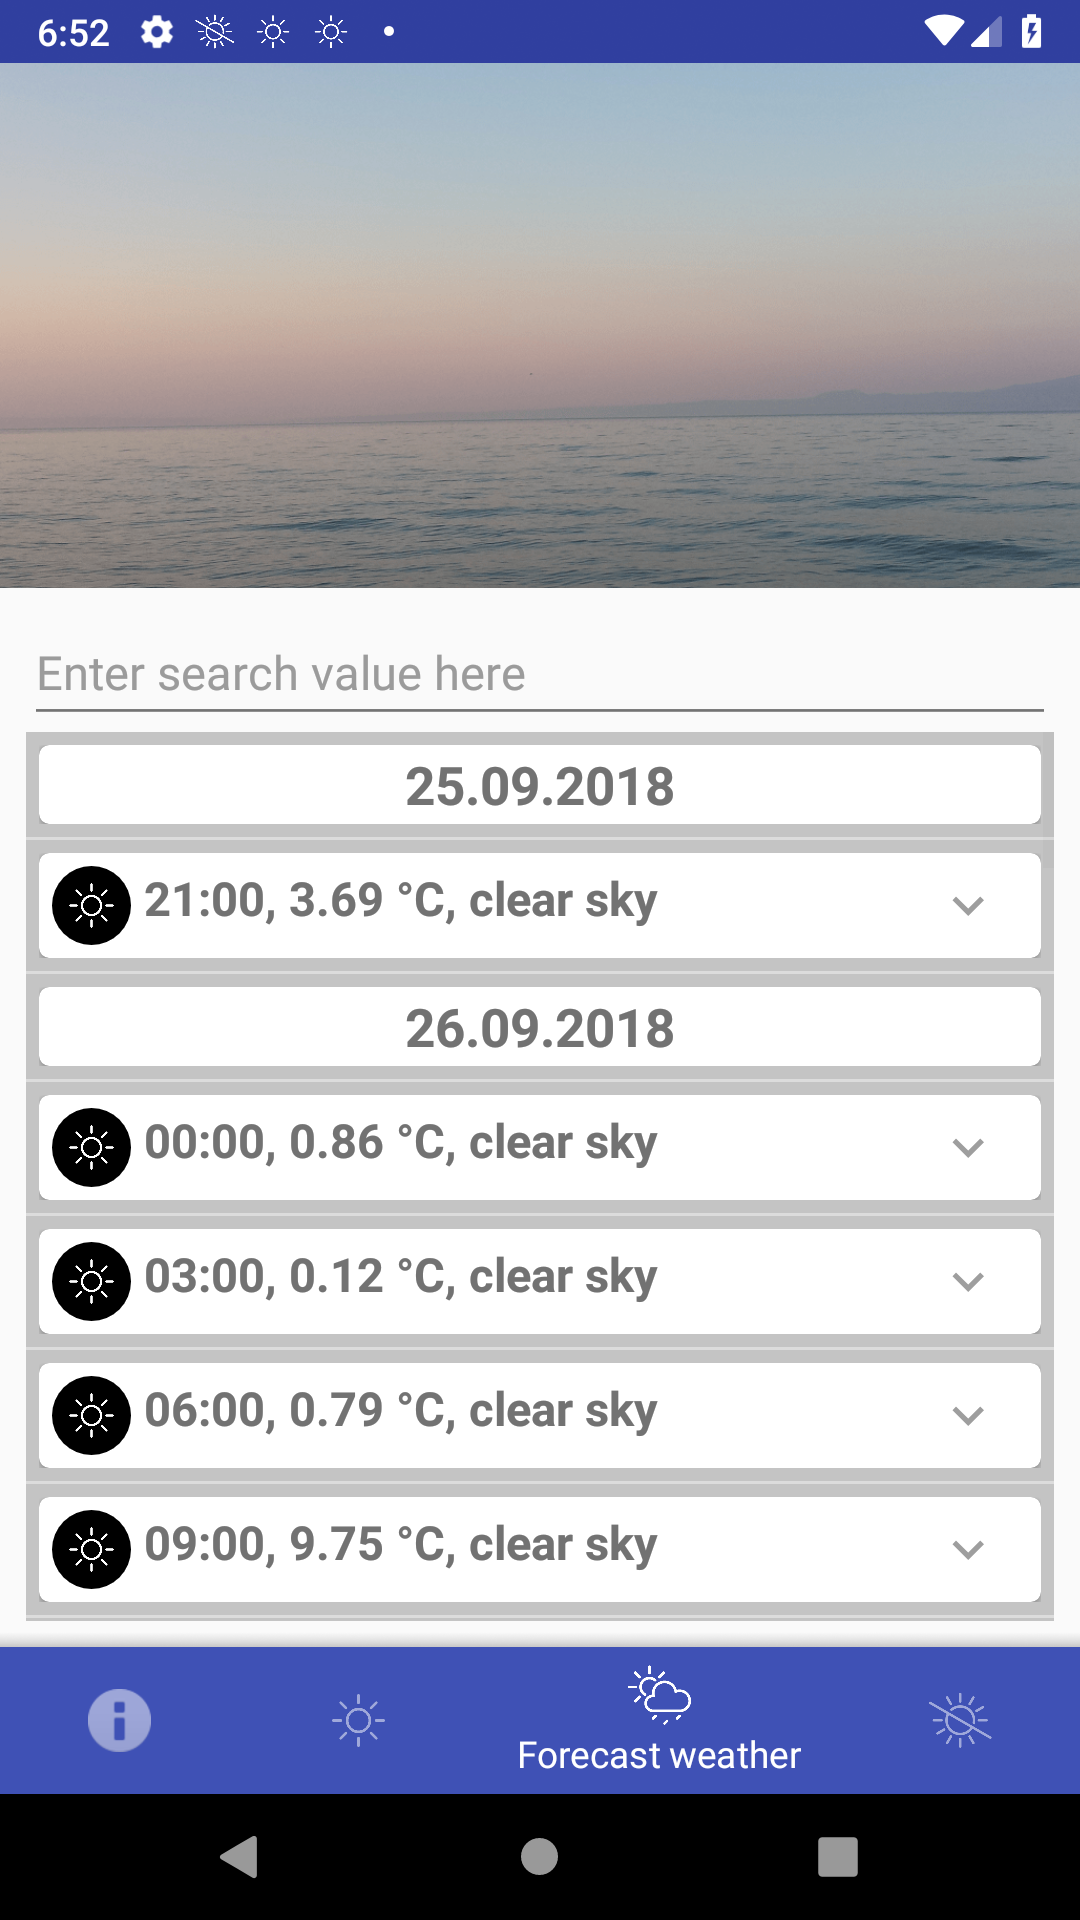 6:52
Enter search value here
25.09.2018
21:00, 3.69 °C, clear sky
26.09.2018
00:00, 0.86 °C, clear sky
03:00, 0.12 °C, clear sky
06:00, 0.79 °C, clear sky
09:00, 9.75 °C, clear sky
Forecast weather